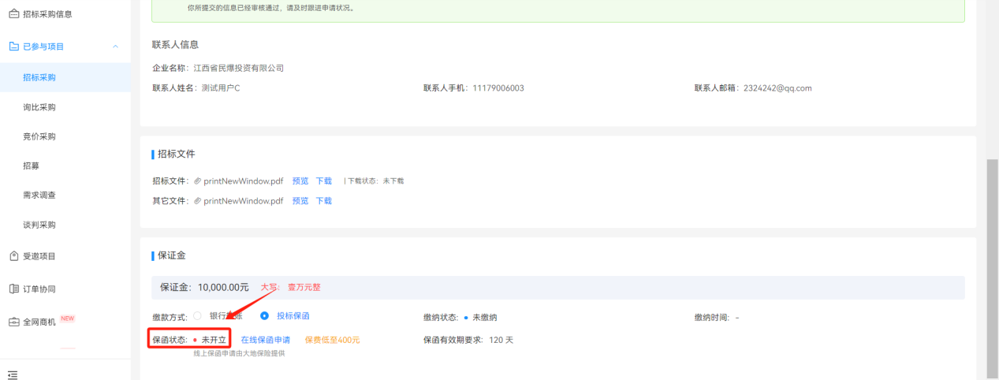 招标采购信息
已参与项目
招标采购
询比采购
竞价采购
招募
需求调查
谈判采购
受邀项目
订单协同
全网商机 NEW
你所提交的信息已经审核通过，请及时跟进申请状况。
联系人信息
企业名称：江西省民爆投资有限公司
联系人姓名：测试用户C 联系人手机：11179006003 联系人邮箱：2324242@qq.com
招标文件
招标文件：printNewWindow.pdf 预览 下载 | 下载状态：未下载
其它文件：printNewWindow.pdf 预览 下载
保证金
保证金：10,000.00元 大写：壹万元整
缴款方式： 银行 账 投标保函 缴纳状态：未缴纳 缴纳时间：-
保函状态：未开立 在线保函申请 保费低至400元 保函有效期要求：120 天
线上保函申请由大地保险提供